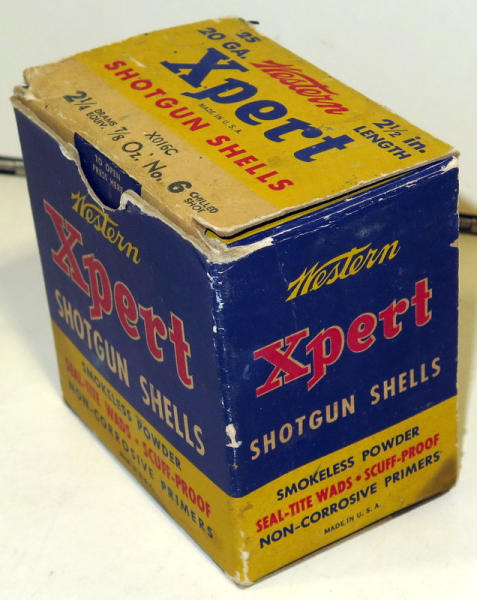 25
20 GA.
Western
Xpert
MADE IN U.S.A.
SHOTGUN SHELLS
2½ in.
LENGTH
2¼ DRAMS EQUIV. ⅞ Oz. No. 6 CHILLED SHOT
X016C
TO OPEN
PRESS HERE
Western
Xpert
SHOTGUN SHELLS
SMOKELESS POWDER
SEAL-TITE WADS • SCUFF-PROOF
NON-CORROSIVE PRIMERS
Western
Xpert
SHOTGUN SHELLS
SMOKELESS POWDER
SEAL-TITE WADS • SCUFF-PROOF
NON-CORROSIVE PRIMERS
MADE IN U.S.A.